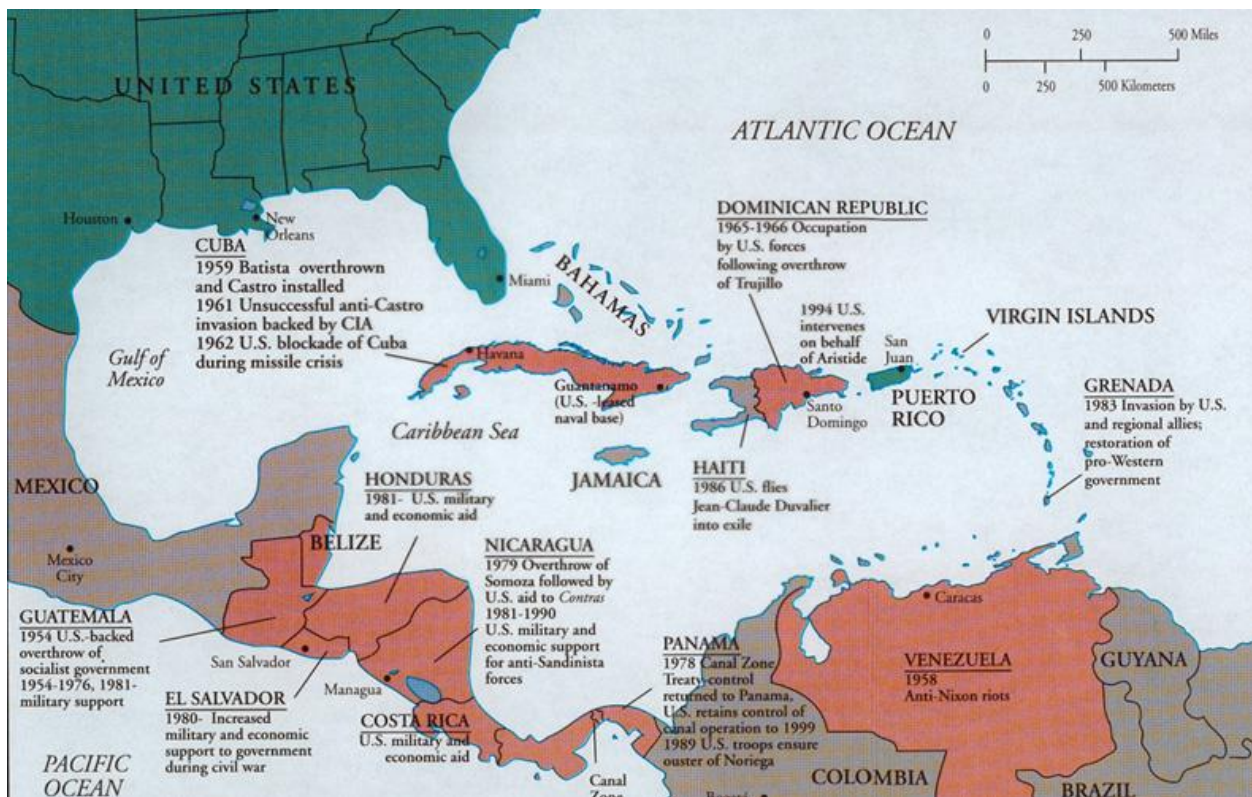 0 250 500 Miles
0 250 500 Kilometers
UNITED STATES
ATLANTIC OCEAN
Houston
New
Orleans
Miami
BAHAMAS
CUBA
1959 Batista overthrown
and Castro installed
1961 Unsuccessful anti-Castro
invasion backed by CIA
1962 U.S. blockade of Cuba
during missile crisis
DOMINICAN REPUBLIC
1965-1966 Occupation
by U.S. forces
following overthrow
of Trujillo
1994 U.S.
intervenes
on behalf
of Aristide
VIRGIN ISLANDS
San
Juan
PUERTO
RICO
GRENADA
1983 Invasion by U.S.
and regional allies;
restoration of
pro-Western
government
Gulf of
Mexico
Havana
Guantanamo
(U.S. -leased
naval base)
Santo
Domingo
Caribbean Sea
JAMAICA
HAITI
1986 U.S. flies
Jean-Claude Duvalier
into exile
MEXICO
Mexico
City
HONDURAS
1981- U.S. military
and economic aid
BELIZE
NICARAGUA
1979 Overthrow of
Somoza followed by
U.S. aid to Contras
1981-1990
U.S. military and
economic support
for anti-Sandinista
forces
GUATEMALA
1954 U.S.-backed
overthrow of
socialist government
1954-1976, 1981-
military support
San Salvador
Managua
EL SALVADOR
1980- Increased
military and economic
support to government
during civil war
COSTA RICA
U.S. military and
economic aid
PANAMA
1978 Canal Zone
Treaty-control
returned to Panama,
U.S. retains control of
canal operation to 1999
1989 U.S. troops ensure
ouster of Noriega
Caracas
VENEZUELA
1958
Anti-Nixon riots
GUYANA
PACIFIC
OCEAN
Canal
Zone
COLOMBIA
BRAZIL